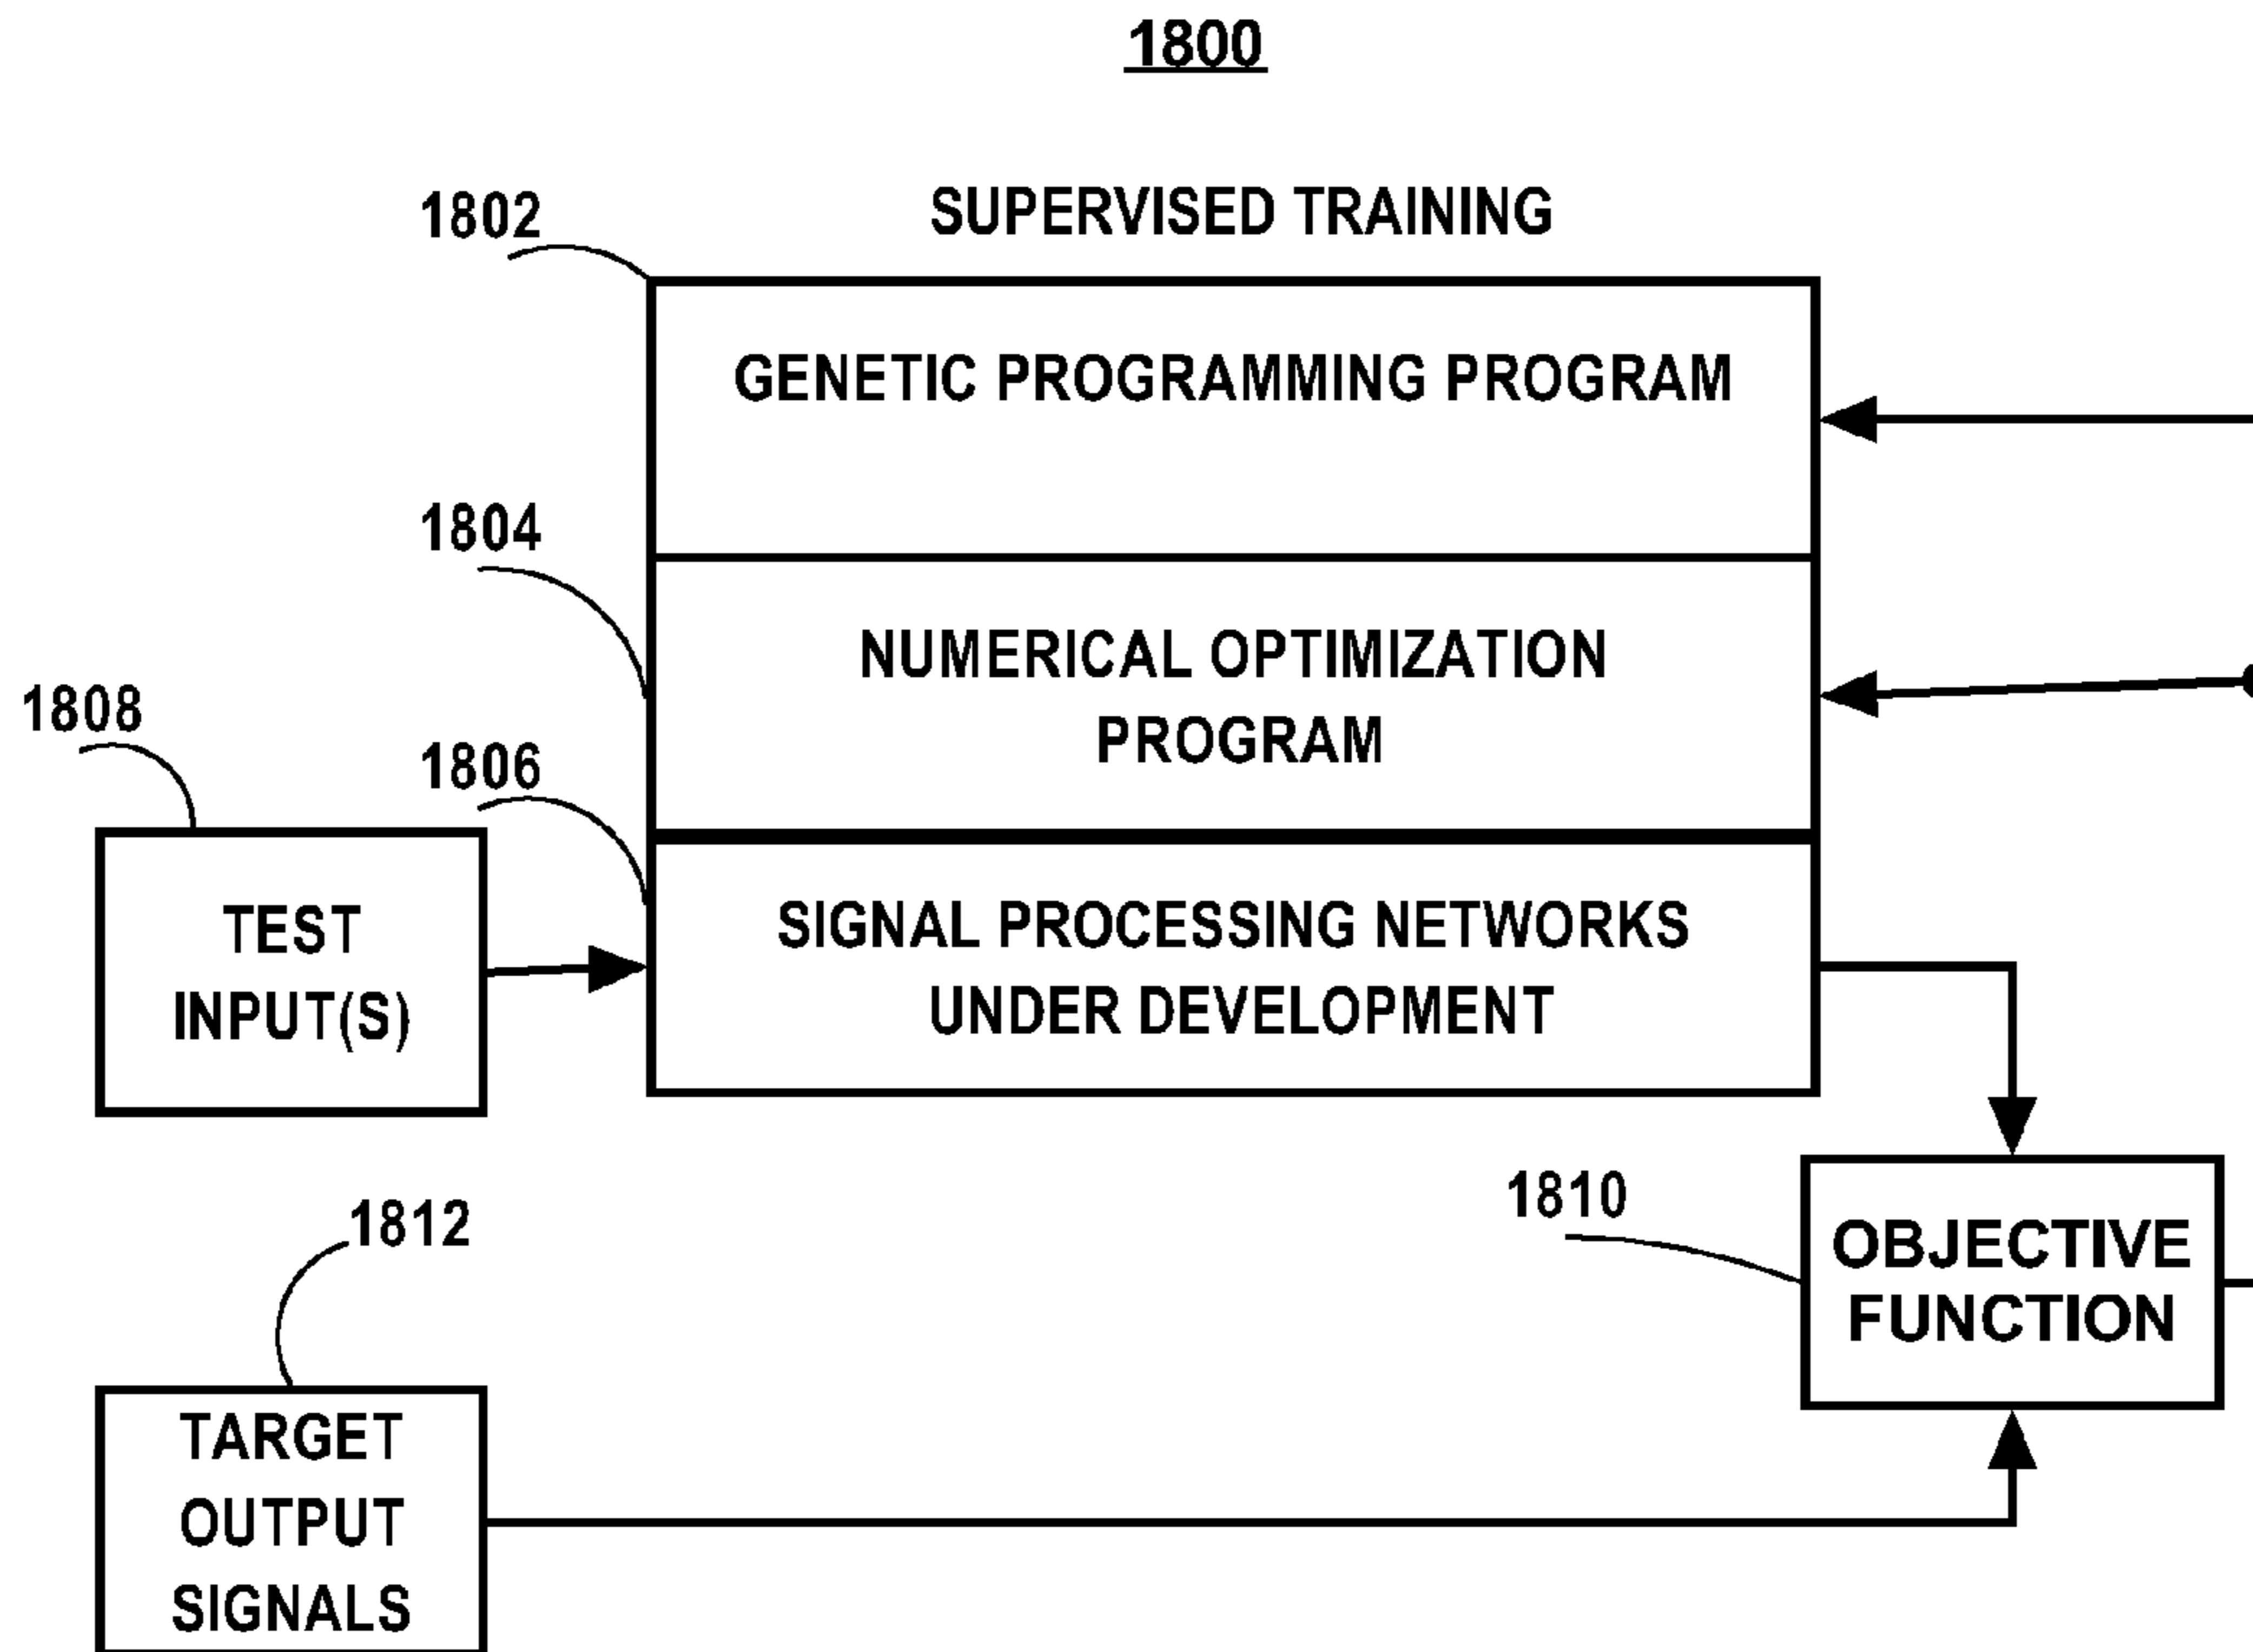 1800
1802
SUPERVISED TRAINING
GENETIC PROGRAMMING PROGRAM
1804
NUMERICAL OPTIMIZATION
PROGRAM
1808
1806
TEST
INPUT(S)
SIGNAL PROCESSING NETWORKS
UNDER DEVELOPMENT
1810
OBJECTIVE
FUNCTION
1812
TARGET
OUTPUT
SIGNALS